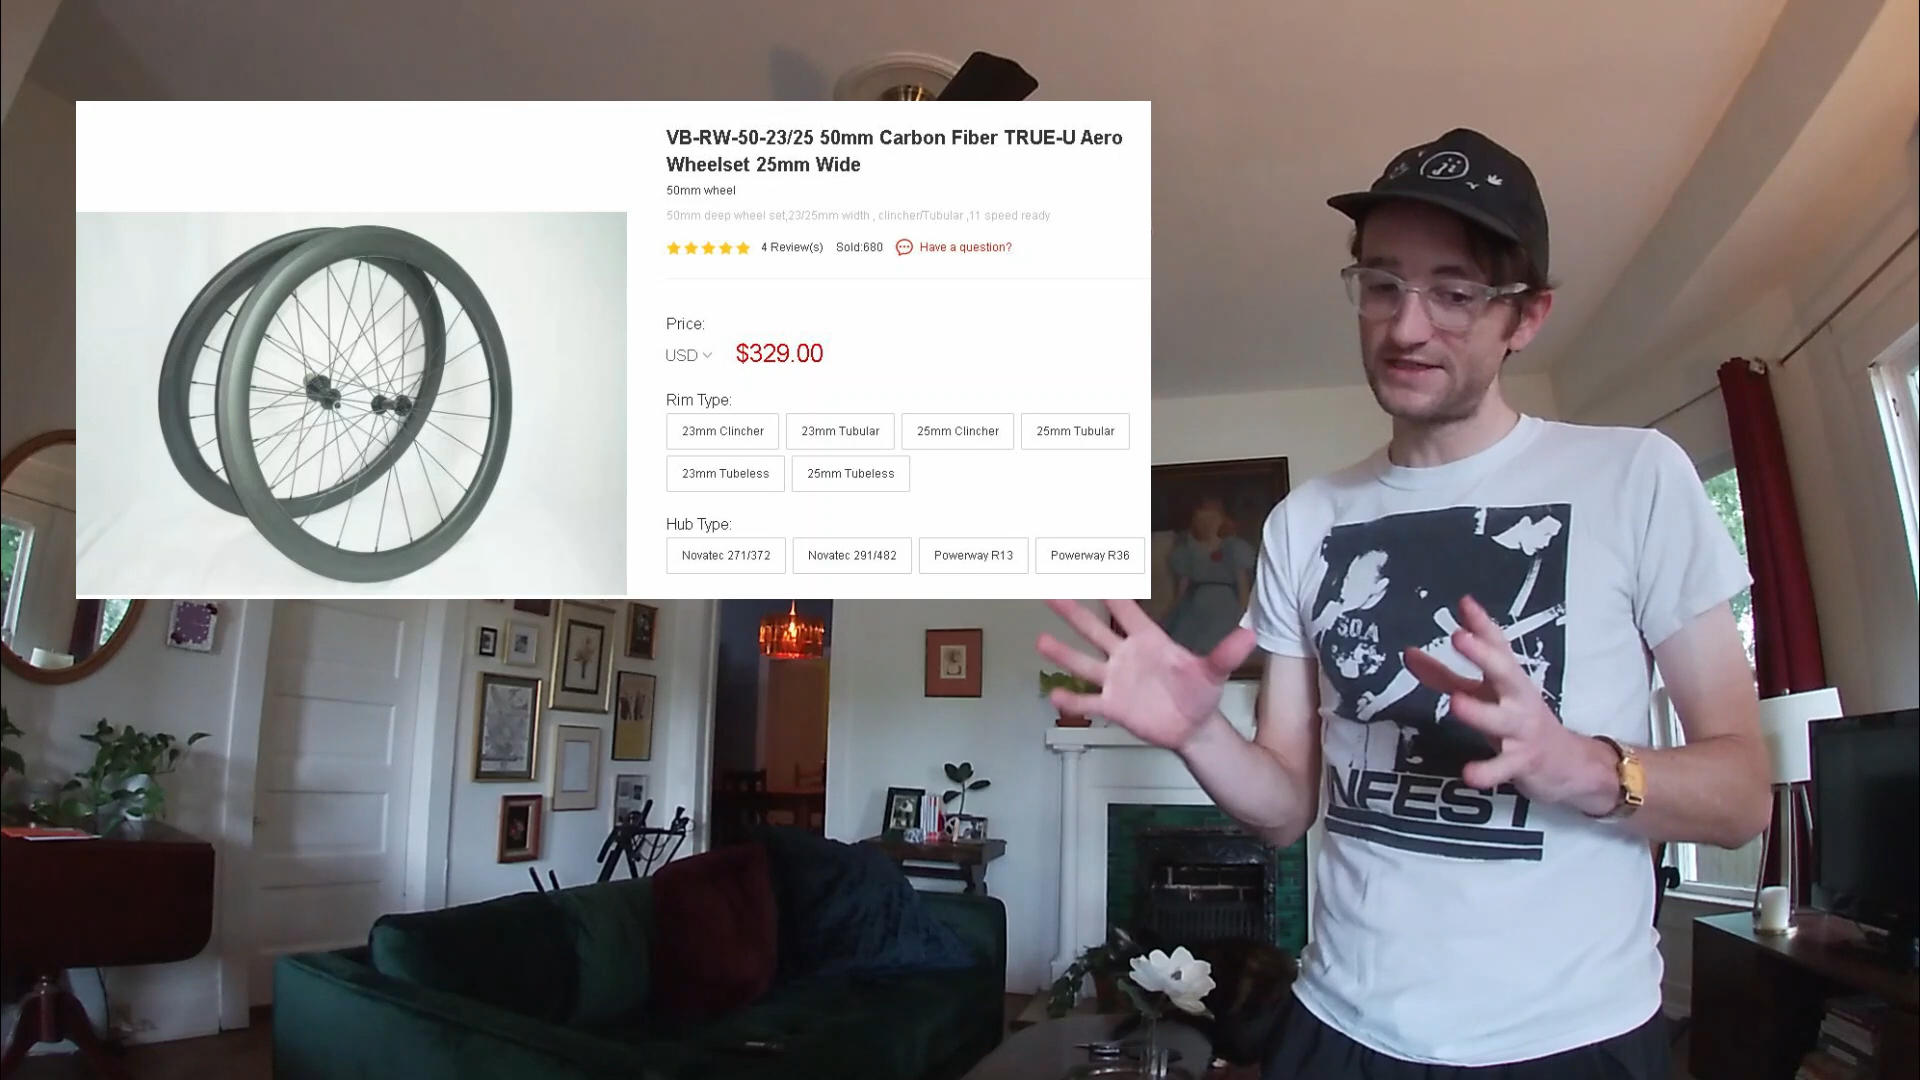 VB-RW-50-23/25 50mm Carbon Fiber TRUE-U Aero
Wheelset 25mm Wide
50mm wheel
50mm deep wheel set,23/25mm width , clincher/Tubular ,11 speed ready
4 Review(s) Sold:680 Have a question?
Price:
USD $329.00
Rim Type:
23mm Clincher 23mm Tubular 25mm Clincher 25mm Tubular
23mm Tubeless 25mm Tubeless
Hub Type:
Novatec 271/372 Novatec 291/482 Powerway R13 Powerway R36
ji
S.O.A
INFEST